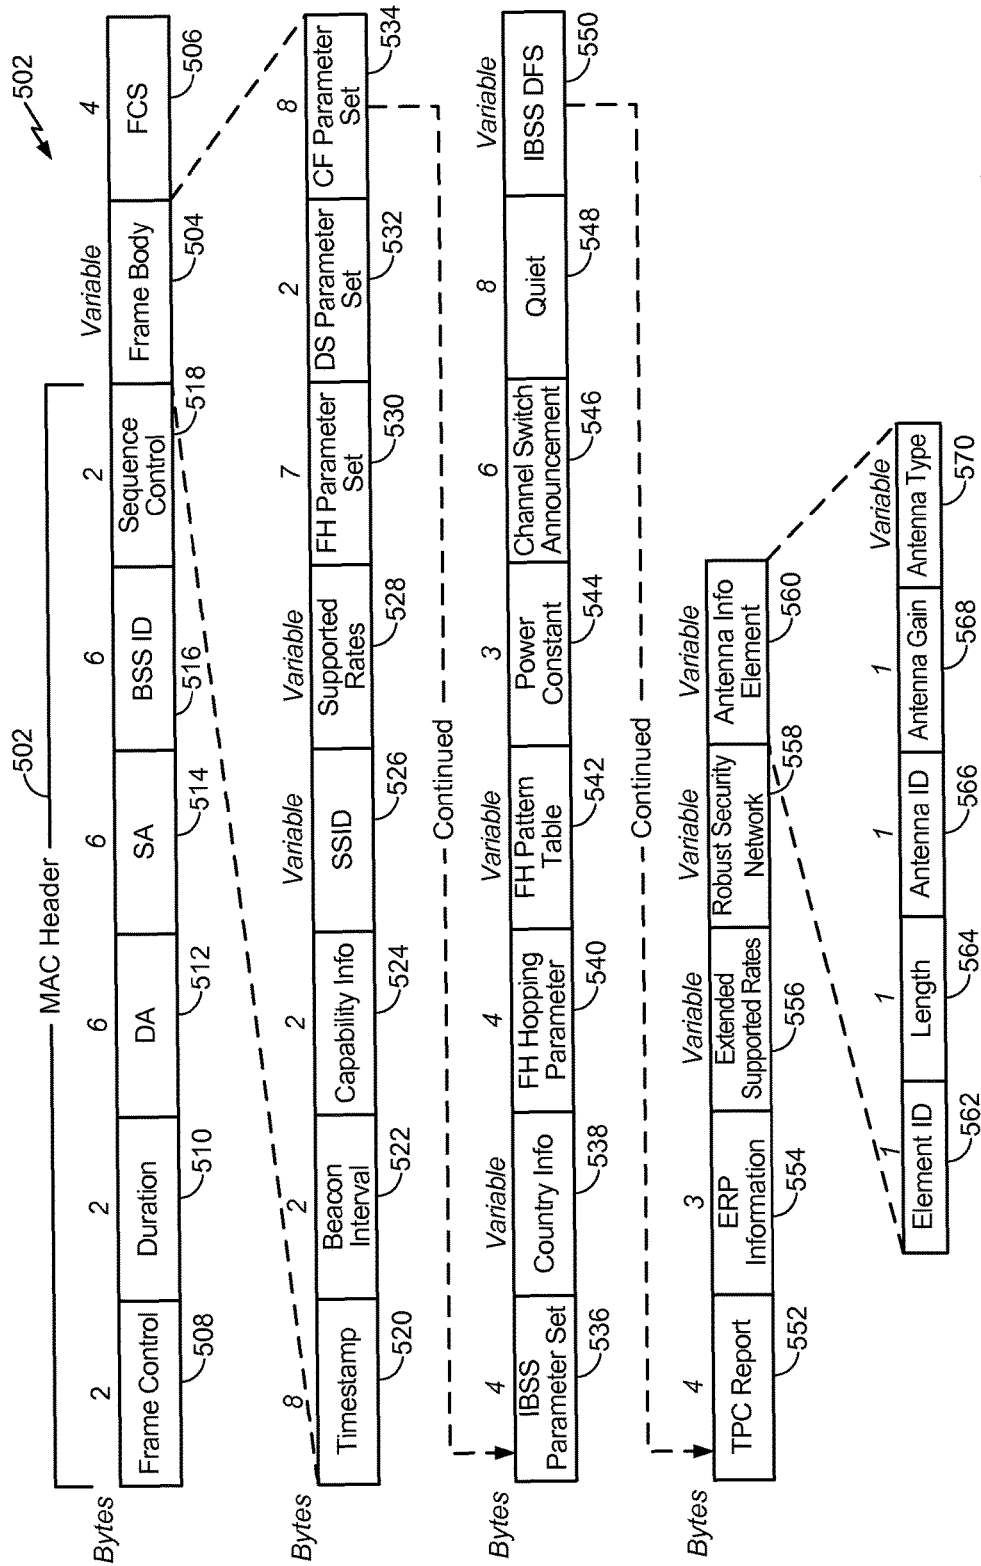 502
MAC Header
502
Bytes
2
2
6
6
6
2
Variable
4
Frame Control
Duration
DA
SA
BSS ID
Sequence
Control
Frame Body
FCS
508
510
512
514
516
518
504
506
8
2
2
Variable
Variable
7
2
8
Timestamp
Beacon
Interval
Capability Info
SSID
Supported
Rates
FH Parameter
Set
DS Parameter
Set
CF Parameter
Set
520
522
524
526
528
530
532
534
Continued
Bytes
4
Variable
4
Variable
3
6
8
Variable
IBSS
Parameter Set
Country Info
FH Hopping
Parameter
FH Pattern
Table
Power
Constant
Channel Switch
Announcement
Quiet
IBSS DFS
536
538
540
542
544
546
548
550
Continued
Bytes
4
3
Variable
Variable
Variable
TPC Report
ERP
Information
Extended
Supported Rates
Robust Security
Network
Antenna Info
Element
552
554
556
558
560
1
1
1
1
Variable
Element ID
Length
Antenna ID
Antenna Gain
Antenna Type
562
564
566
568
570